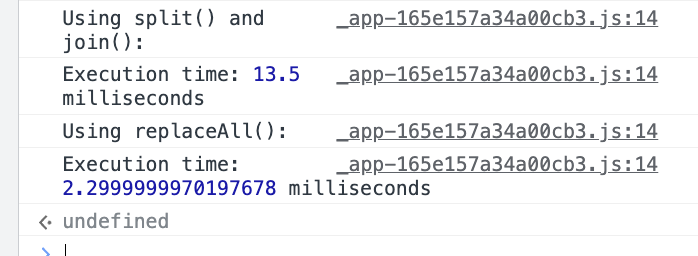 Using split() and _app-165e157a34a00cb3.js:14
join():
Execution time: 13.5 _app-165e157a34a00cb3.js:14
milliseconds
Using replaceAll(): _app-165e157a34a00cb3.js:14
Execution time: _app-165e157a34a00cb3.js:14
2.2999999970197678 milliseconds
undefined